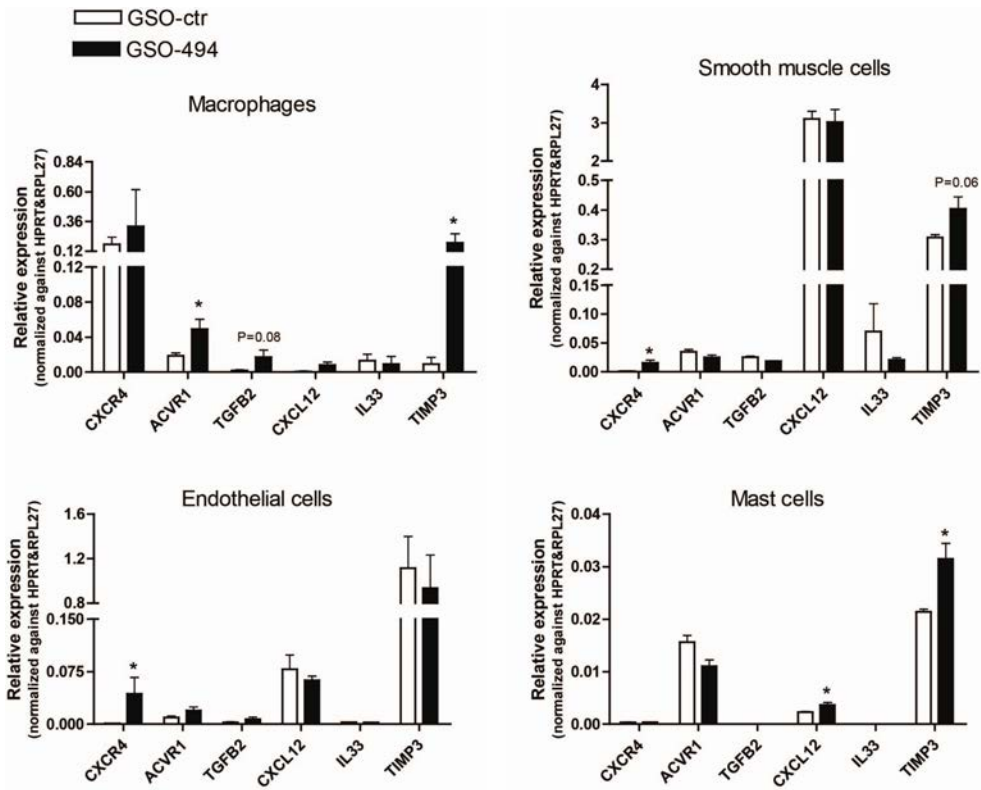 GSO-ctr
GSO-494
Macrophages
Relative expression
(normalized against HPRT&RPL27)
0.84
0.60
0.36
0.12
0.12
0.08
0.04
0.00
*
P=0.08
*
CXCR4
ACVR1
TGFB2
CXCL12
IL33
TIMP3
Smooth muscle cells
Relative expression
(normalized against HPRT&RPL27)
4
3
2
0.5
0.4
0.3
0.2
0.15
0.10
0.05
0.00
*
P=0.06
CXCR4
ACVR1
TGFB2
CXCL12
IL33
TIMP3
Endothelial cells
Relative expression
(normalized against HPRT&RPL27)
1.6
1.2
0.8
0.150
0.075
0.000
*
CXCR4
ACVR1
TGFB2
CXCL12
IL33
TIMP3
Mast cells
Relative expression
(normalized against HPRT&RPL27)
0.04
0.03
0.02
0.01
0.00
*
*
CXCR4
ACVR1
TGFB2
CXCL12
IL33
TIMP3